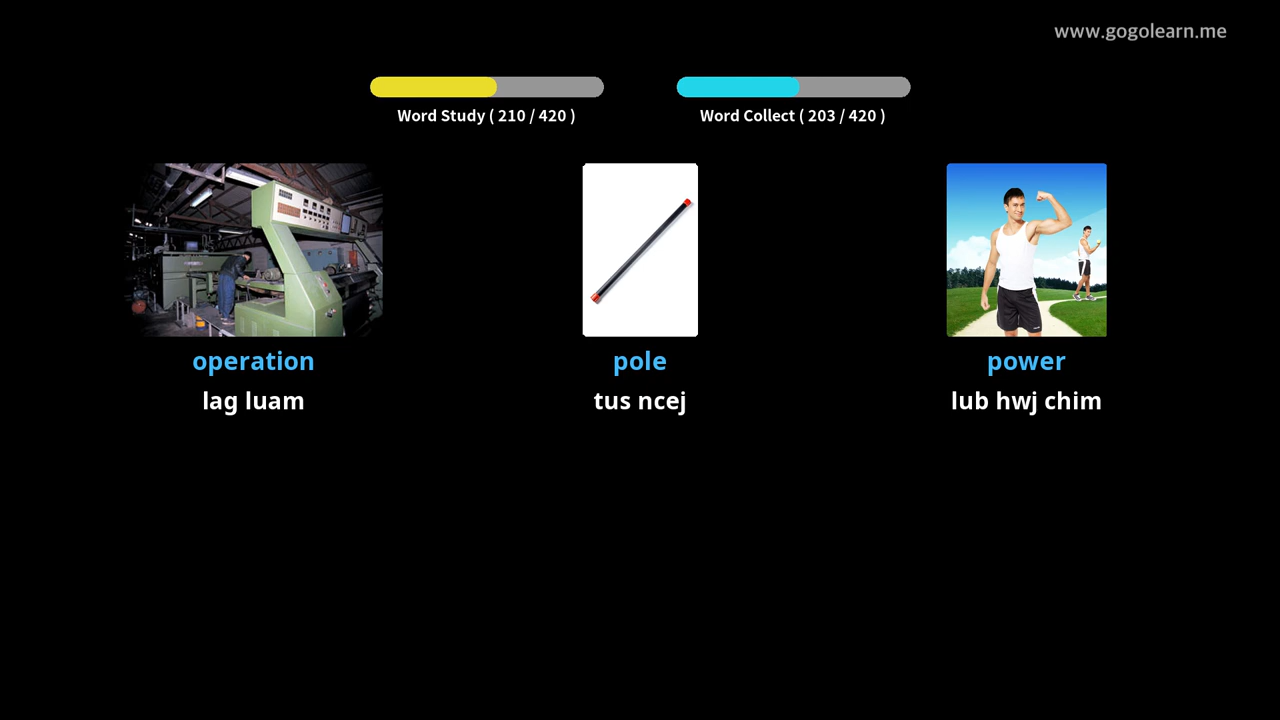 www.gogolearn.me
Word Study ( 210 / 420 )
Word Collect ( 203 / 420 )
operation
pole
power
lag luam
tus ncej
lub hwj chim